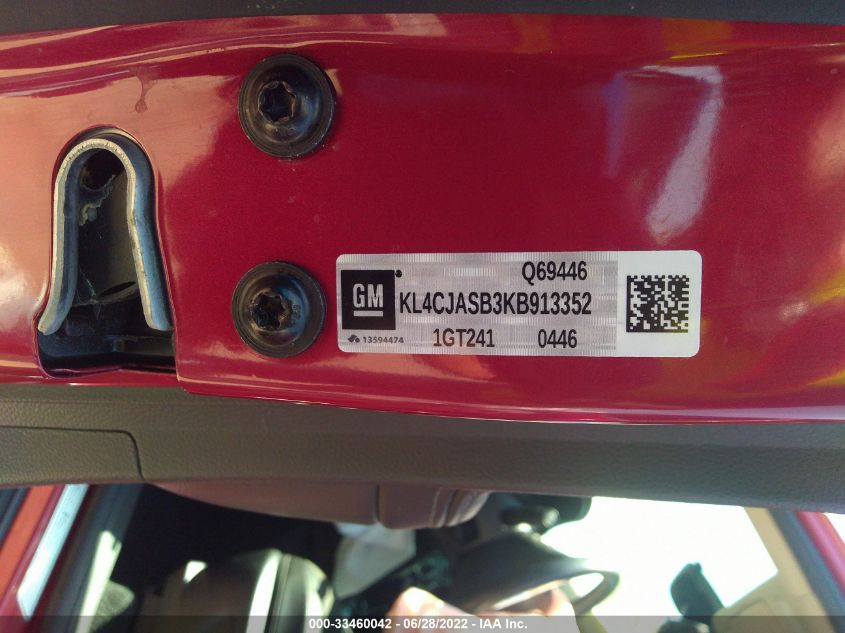 Q69446
GM
KL4CJASB3KB913352
13594474
1GT241 0446
000-33460042 - 06/28/2022 - IAA Inc.